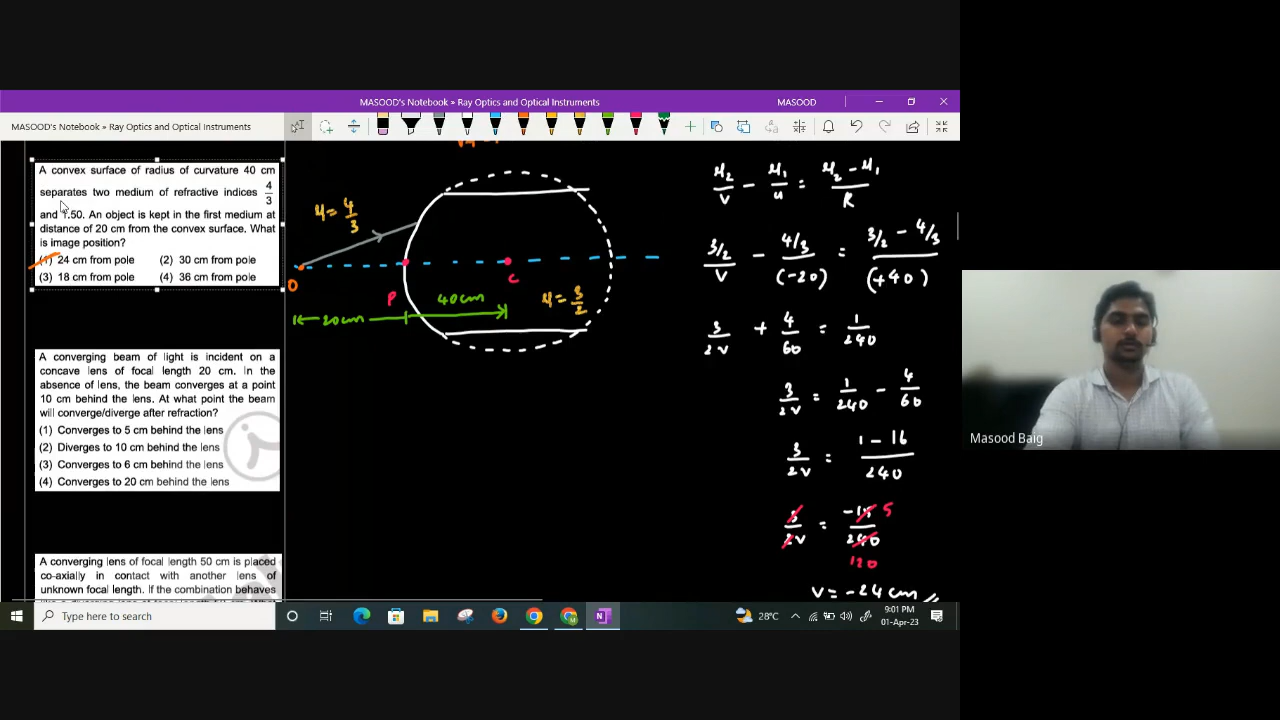 MASOOD's Notebook » Ray Optics and Optical Instruments
MASOOD
MASOOD's Notebook » Ray Optics and Optical Instruments
A convex surface of radius of curvature 40 cm
separates two medium of refractive indices 4/3
and 1.50. An object is kept in the first medium at
distance of 20 cm from the convex surface. What
is image position?
(1) 24 cm from pole (2) 30 cm from pole
(3) 18 cm from pole (4) 36 cm from pole
A converging beam of light is incident on a
concave lens of focal length 20 cm. In the
absence of lens, the beam converges at a point
10 cm behind the lens. At what point the beam
will converge/diverge after refraction?
(1) Converges to 5 cm behind the lens
(2) Diverges to 10 cm behind the lens
(3) Converges to 6 cm behind the lens
(4) Converges to 20 cm behind the lens
A converging lens of focal length 50 cm is placed
co-axially in contact with another lens of
unknown focal length. If the combination behaves
μ = 4/3
O
P
C
40cm
20cm
μ = 3/2
μ2/v - μ1/u = μ2 - μ1/R
3/2/v - 4/3/(-20) = 3/2 - 4/3/(+40)
3/2v + 4/60 = 1/240
3/2v = 1/240 - 4/60
3/2v = 1 - 16/240
3/2v = -15/240 5
120
v = -24 cm
Masood Baig
Type here to search
28°C
9:01 PM
01-Apr-23